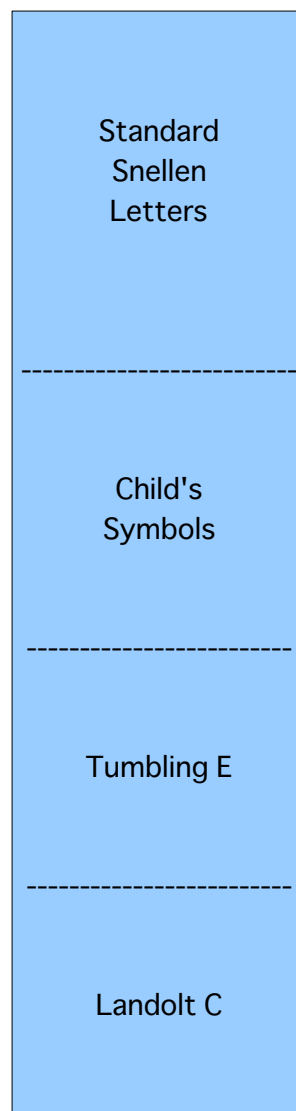 Standard
Snellen
Letters
Child's
Symbols
Tumbling E
Landolt C